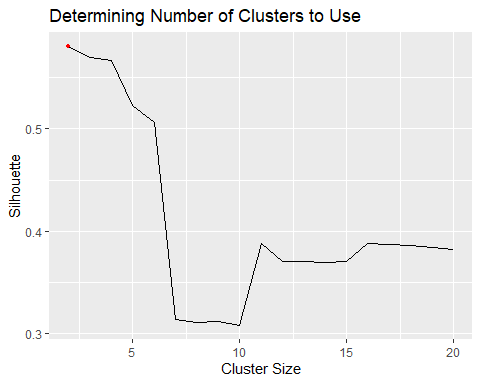 Determining Number of Clusters to Use
Silhouette
0.5
0.4
0.3
5 10 15 20
Cluster Size